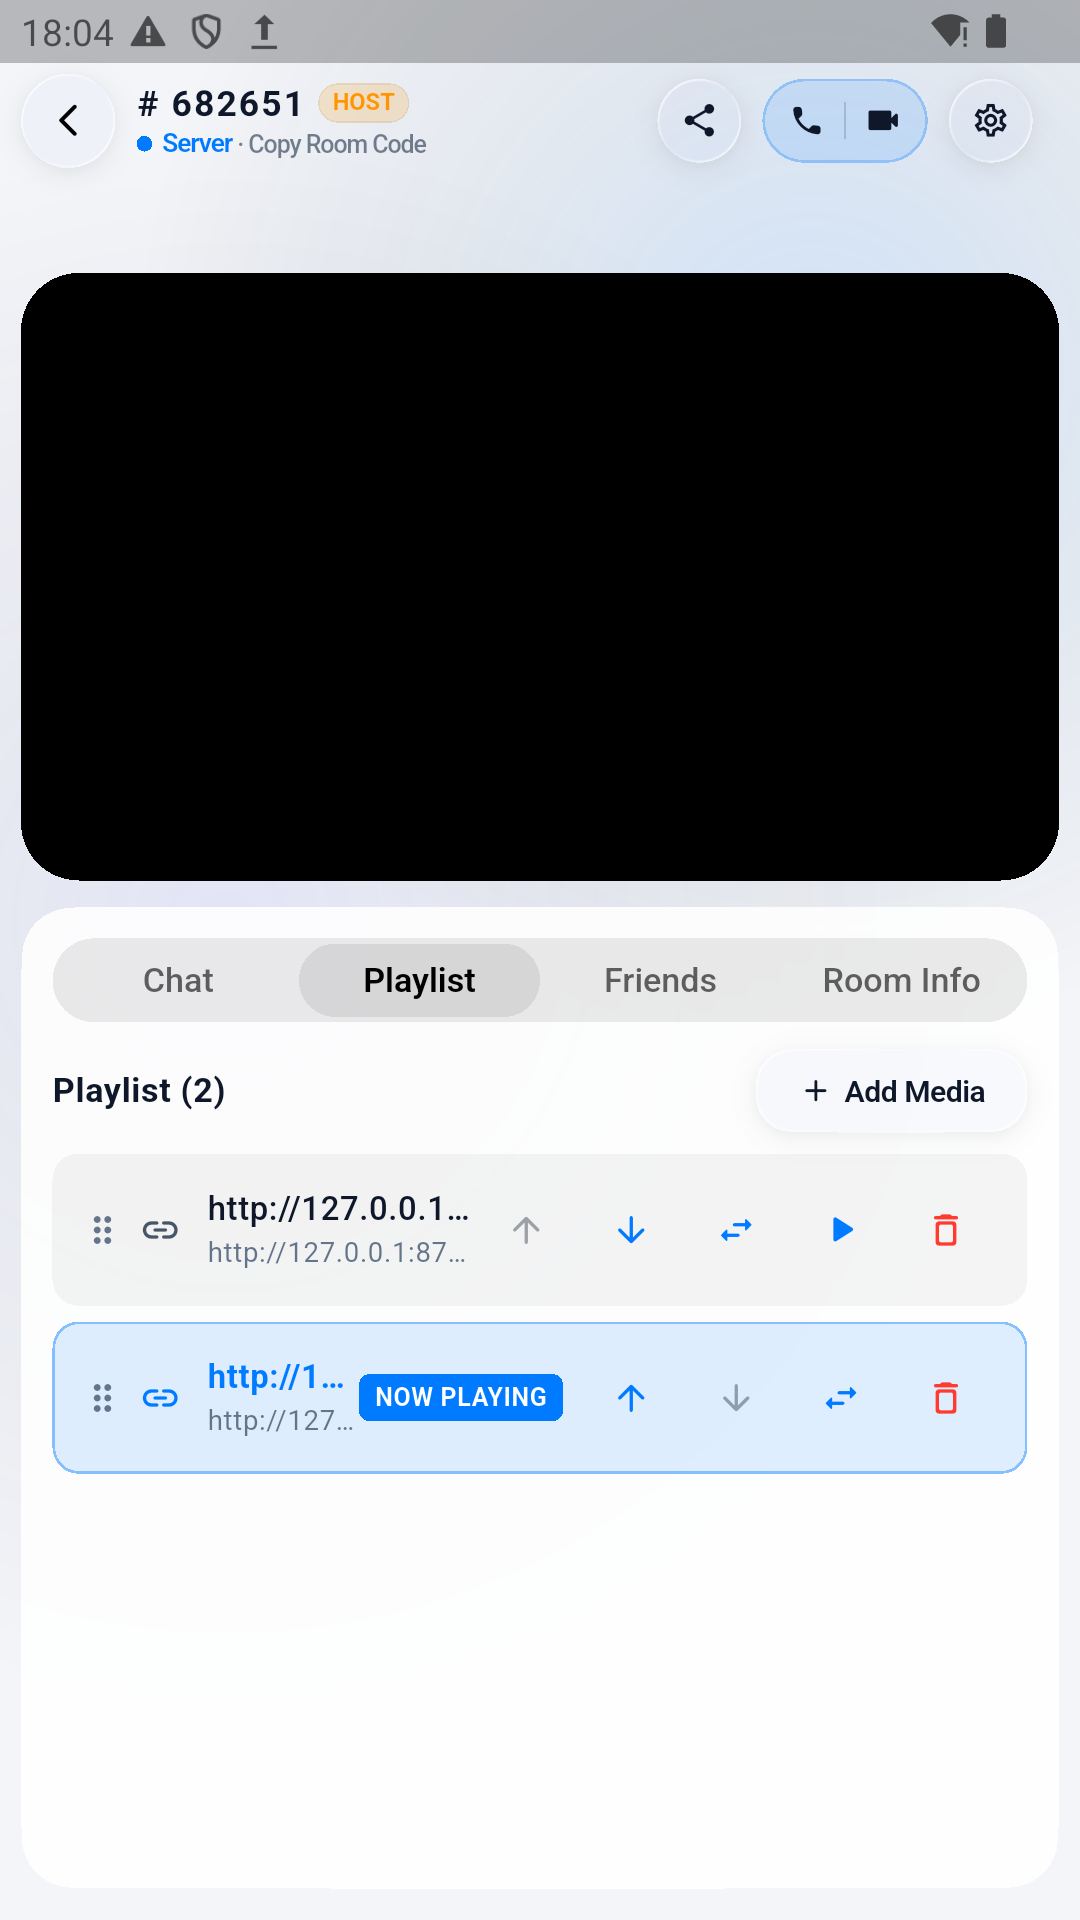 18:04
# 682651 HOST
Server · Copy Room Code
Chat Playlist Friends Room Info
Playlist (2)
Add Media
http://127.0.0.1...
http://127.0.0.1:87...
http://1...
http://127...
NOW PLAYING